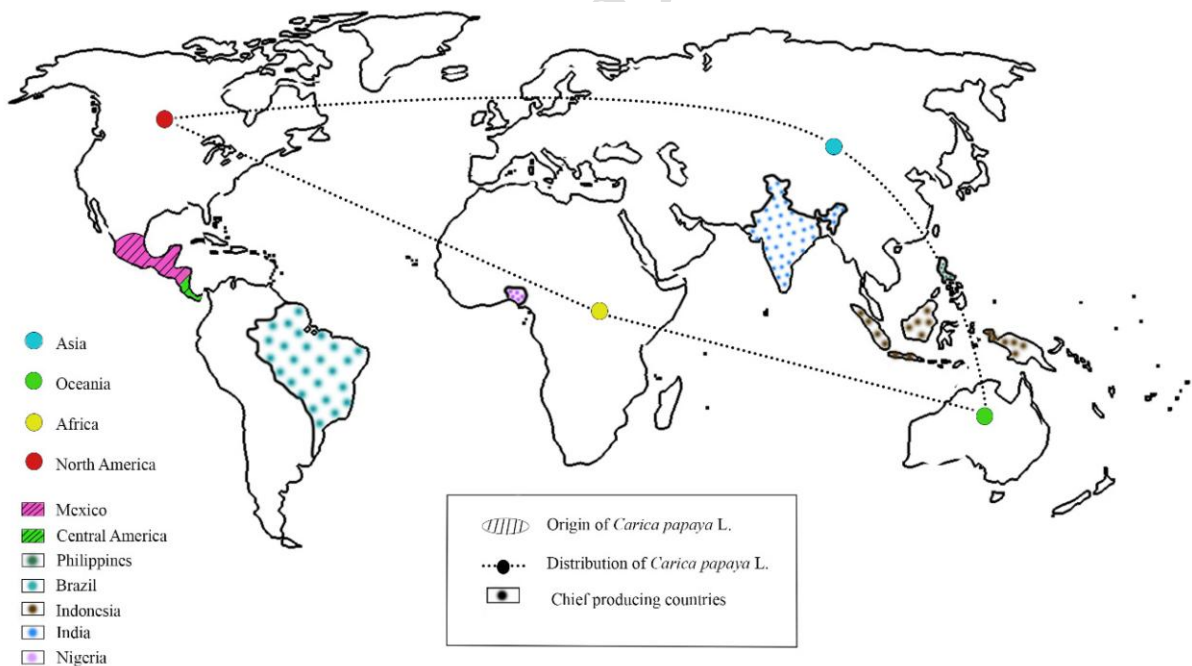 Asia
Oceania
Africa
North America
Mexico
Central America
Philippines
Brazil
Indonesia
India
Nigeria
Origin of Carica papaya L.
Distribution of Carica papaya L.
Chief producing countries